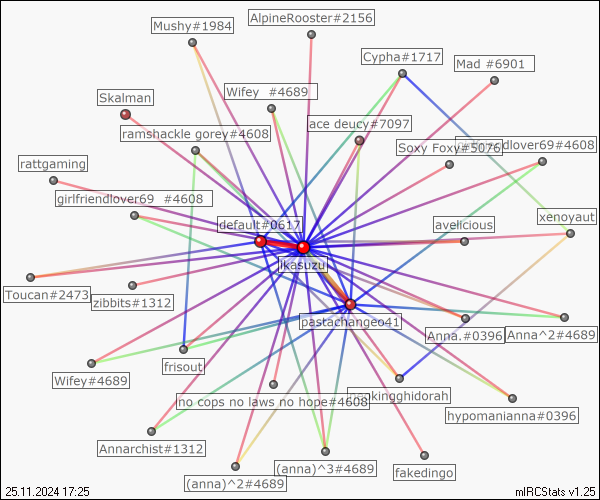 AlpineRooster#2156
Mushy#1984
Cypha#1717
Mad #6901
Wifey #4689
Skalman
ace deucy#7097
ramshackle gorey#4608
Soxy Foxy#5076
dlover69#4608
rattgaming
girlfriendlover69 #4608
default#0617
avelicious
xenoyaut
ikasuzu
Toucan#2473
zibbits#1312
pastazhangeo41
Anna.#0396
Anna^2#4689
frisout
Wifey#4689
no cops no laws no hope#4608
kingghidorah
hypomanianna#0396
Annarchist#1312
(anna)^2#4689
(anna)^3#4689
fakedingo
25.11.2024 17:25
mIRCStats v1.25